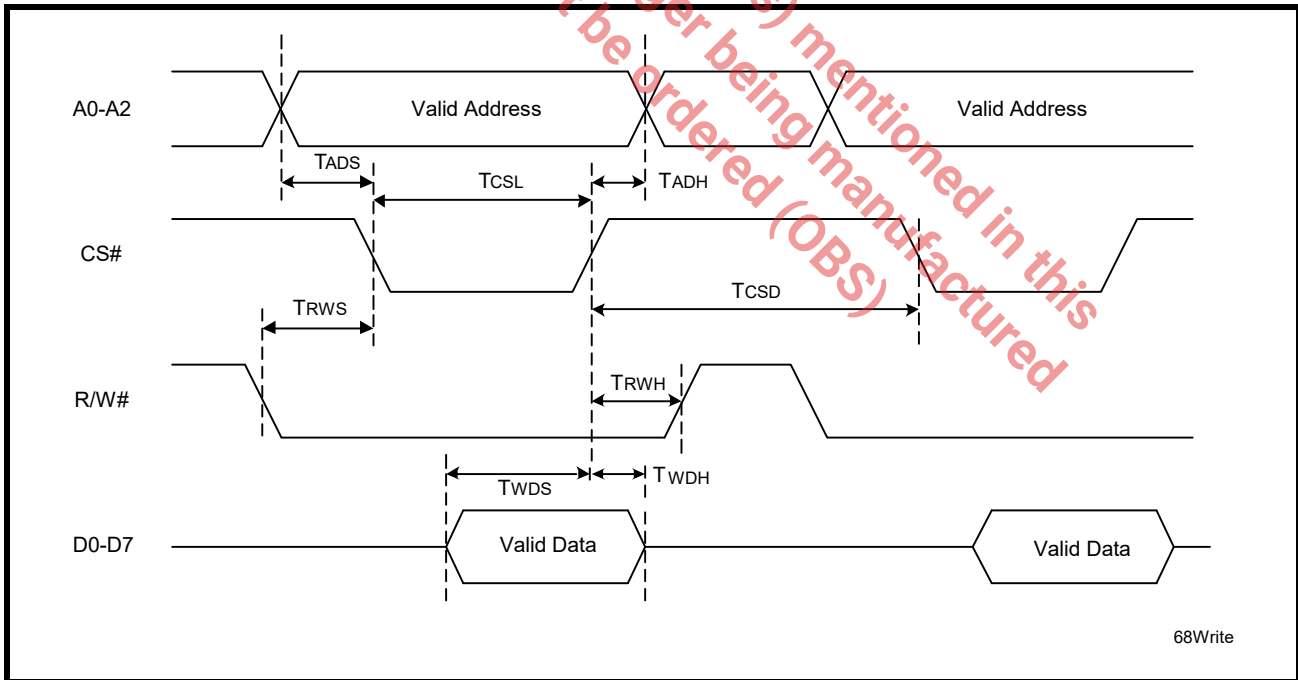 s) mentioned in this
ger being manufactured
t be ordered (OBS)
A0-A2
Valid Address
Valid Address
TADS
TCSL
TADH
CS#
TCSD
TRWS
R/W#
TRWH
TWDS
TWDH
D0-D7
Valid Data
Valid Data
68Write